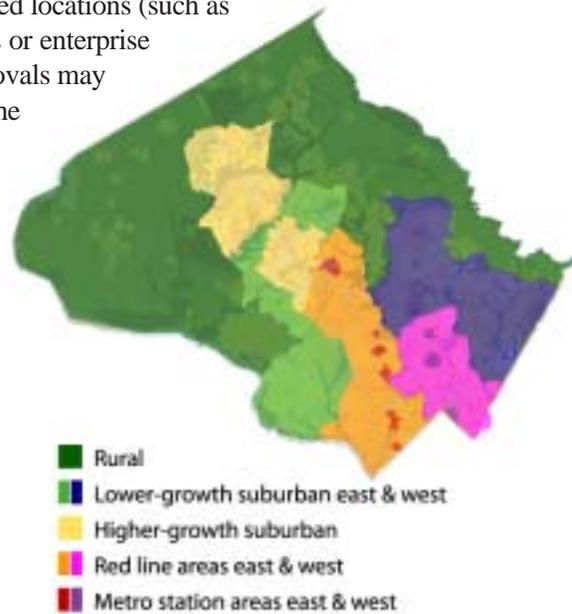 ed locations (such as
or enterprise
ovals may
ne
Rural
Lower-growth suburban east & west
Higher-growth suburban
Red line areas east & west
Metro station areas east & west